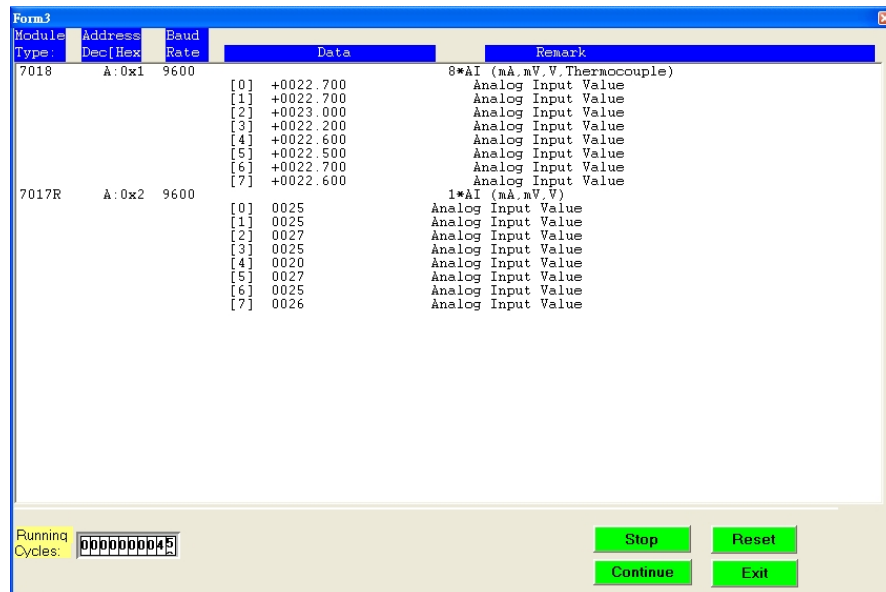 Form3
Module Address Baud
Type: Dec[Hex Rate Data Remark
7018 A:0x1 9600 8*AI (mA,mV,V,Thermocouple)
[0] +0022.700 Analog Input Value
[1] +0022.700 Analog Input Value
[2] +0023.000 Analog Input Value
[3] +0022.200 Analog Input Value
[4] +0022.600 Analog Input Value
[5] +0022.500 Analog Input Value
[6] +0022.700 Analog Input Value
[7] +0022.600 Analog Input Value
7017R A:0x2 9600 1*AI (mA,mV,V)
[0] 0025 Analog Input Value
[1] 0025 Analog Input Value
[2] 0027 Analog Input Value
[3] 0025 Analog Input Value
[4] 0020 Analog Input Value
[5] 0027 Analog Input Value
[6] 0025 Analog Input Value
[7] 0026 Analog Input Value
Running
Cycles: 0000000045
Stop Reset
Continue Exit